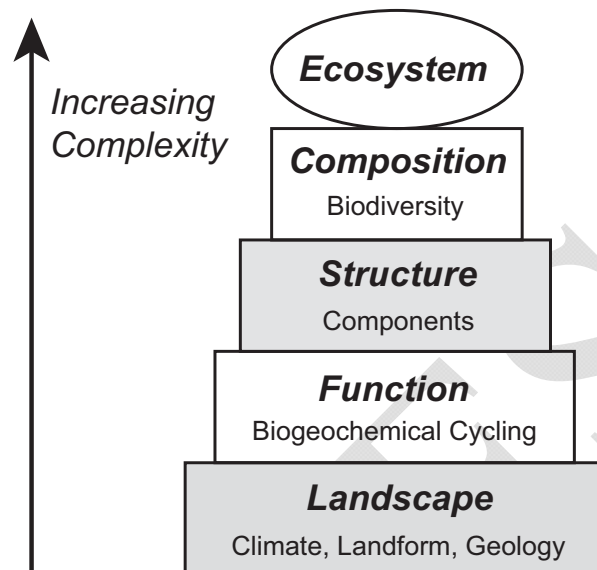 Ecosystem
Increasing
Complexity
Composition
Biodiversity
Structure
Components
Function
Biogeochemical Cycling
Landscape
Climate, Landform, Geology